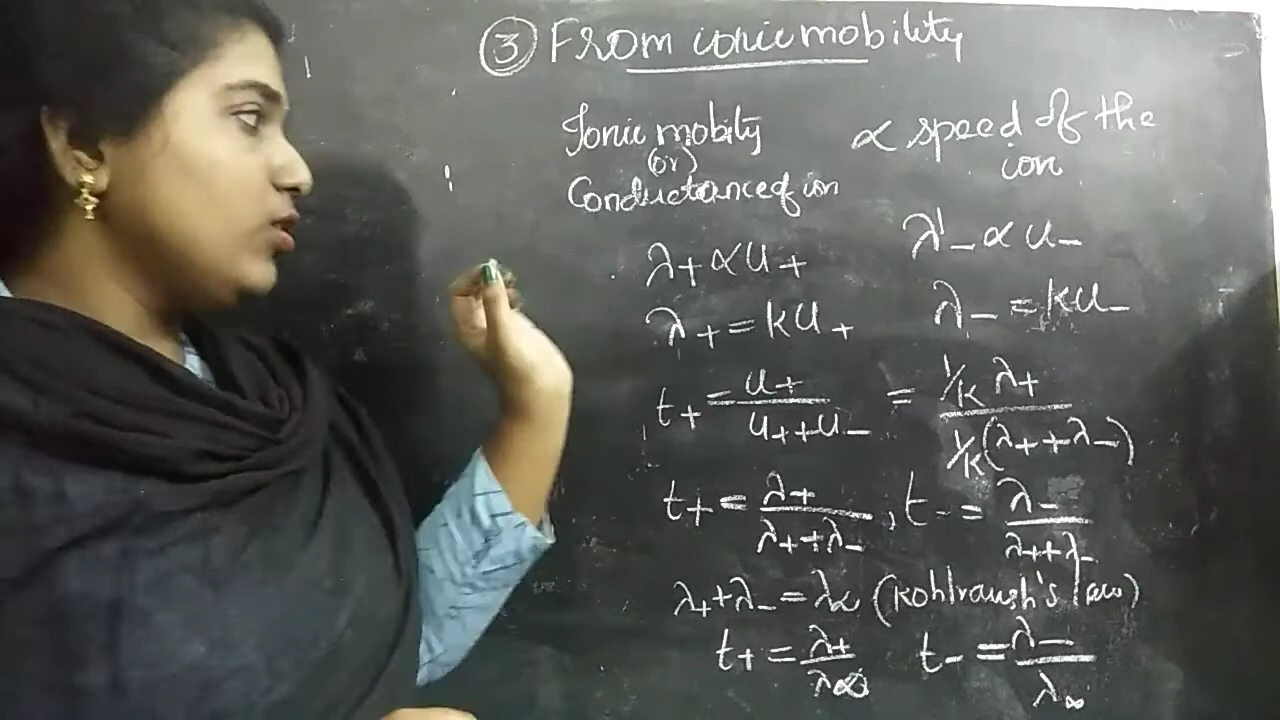 ③ From ionic mobility
Ionic mobility ∝ speed of the
(or) ion
Conductance of ion
λ₊ ∝ U₊ λ'₋ ∝ U₋
λ₊ = KU₊ λ₋ = KU₋
t₊ = U₊ / (U₊ + U₋) = 1/K λ₊ / 1/K (λ₊ + λ₋)
t₊ = λ₊ / (λ₊ + λ₋), t₋ = λ₋ / (λ₊ + λ₋)
λ₊ + λ₋ = λ∝ (Kohlraush's law)
t₊ = λ₊ / λ∞ t₋ = λ₋ / λ∞